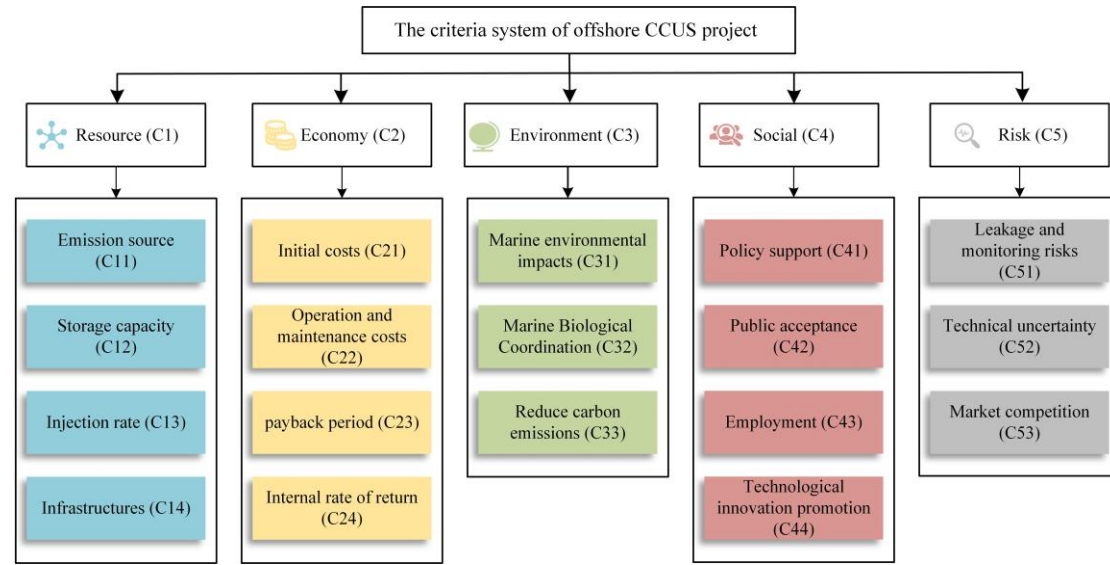 The criteria system of offshore CCUS project
Resource (C1)
Economy (C2)
Environment (C3)
Social (C4)
Risk (C5)
Emission source
(C11)
Storage capacity
(C12)
Injection rate (C13)
Infrastructures (C14)
Initial costs (C21)
Operation and
maintenance costs
(C22)
payback period (C23)
Internal rate of return
(C24)
Marine environmental
impacts (C31)
Marine Biological
Coordination (C32)
Reduce carbon
emissions (C33)
Policy support (C41)
Public acceptance
(C42)
Employment (C43)
Technological
innovation promotion
(C44)
Leakage and
monitoring risks
(C51)
Technical uncertainty
(C52)
Market competition
(C53)